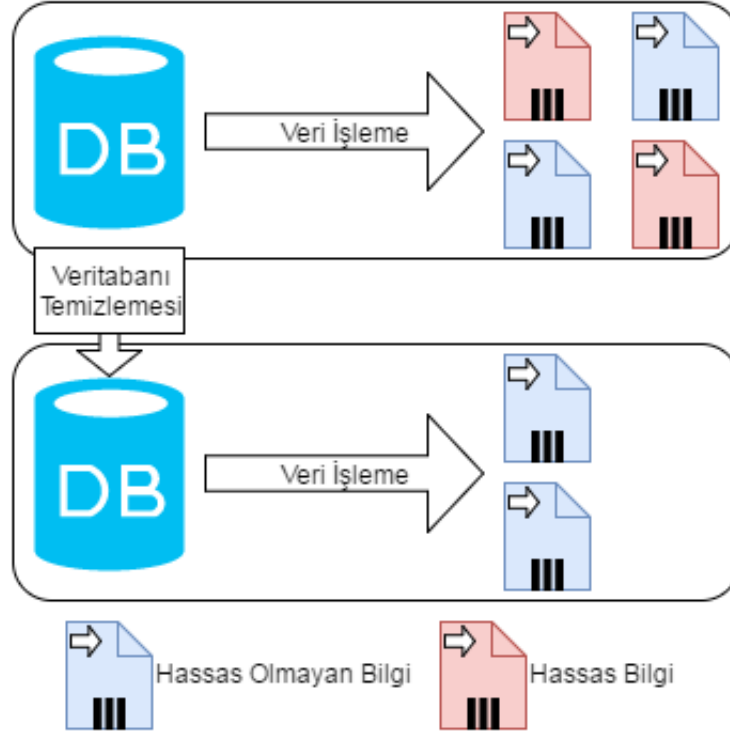 DB
Veri İşleme
Veritabanı
Temizlemesi
DB
Veri İşleme
Hassas Olmayan Bilgi
Hassas Bilgi